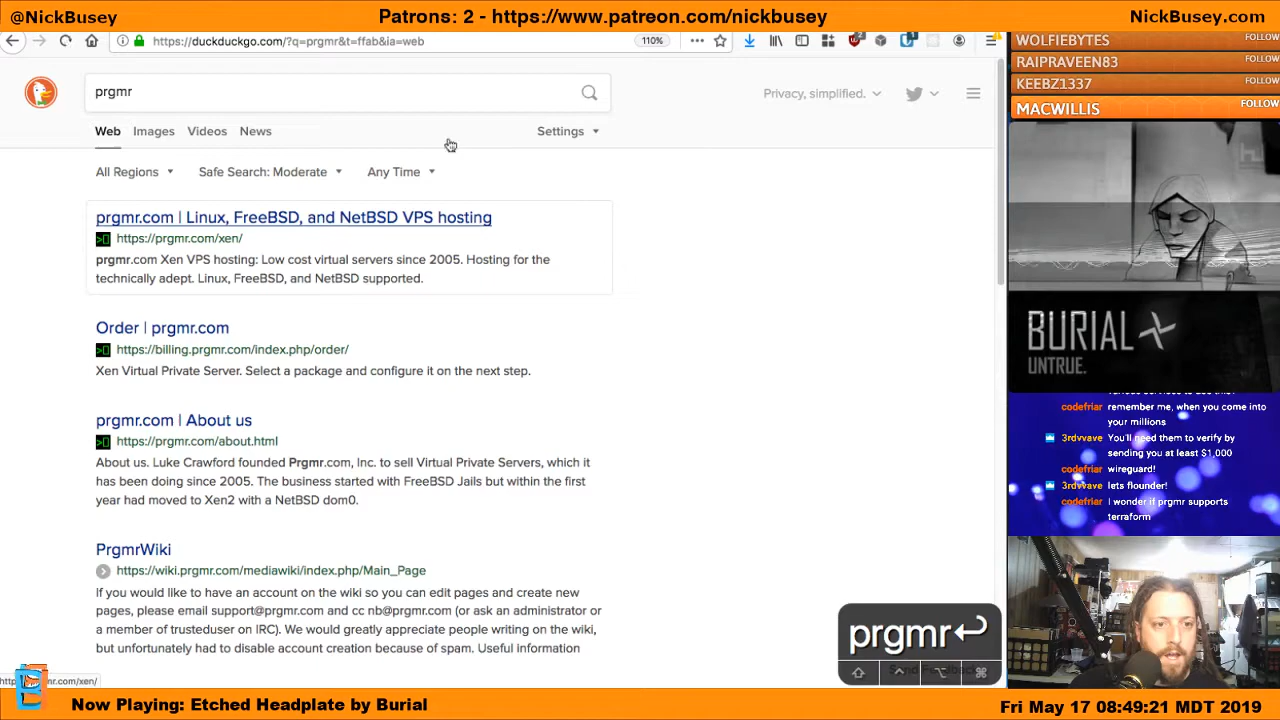 @NickBusey
Patrons: 2 - https://www.patreon.com/nickbusey
NickBusey.com
https://duckduckgo.com/?q=prgmr&t=ffab&ia=web
110%
prgmr
Privacy, simplified.
Web Images Videos News
Settings
All Regions
Safe Search: Moderate
Any Time
prgmr.com | Linux, FreeBSD, and NetBSD VPS hosting
https://prgmr.com/xen/
prgmr.com Xen VPS hosting: Low cost virtual servers since 2005. Hosting for the
technically adept. Linux, FreeBSD, and NetBSD supported.
Order | prgmr.com
https://billing.prgmr.com/index.php/order/
Xen Virtual Private Server. Select a package and configure it on the next step.
prgmr.com | About us
https://prgmr.com/about.html
About us. Luke Crawford founded Prgmr.com, Inc. to sell Virtual Private Servers, which it
has been doing since 2005. The business started with FreeBSD Jails but within the first
year had moved to Xen2 with a NetBSD dom0.
PrgmrWiki
https://wiki.prgmr.com/mediawiki/index.php/Main_Page
If you would like to have an account on the wiki so you can edit pages and create new
pages, please email support@prgmr.com and cc nb@prgmr.com (or ask an administrator or
a member of trusteduser on IRC). We would greatly appreciate people writing on the wiki,
but unfortunately had to disable account creation because of spam. Useful information
WOLFIEBYTES FOLLOW
RAIPRAVEEN83 FOLLOW
KEEBZ1337 FOLLOW
MACWILLIS FOLLOW
BURIAL
UNTRUE.
codefriar remember me, when you come into
your millions
3rdvvave You'll need them to verify by
sending you at least $1,000
codefriar wireguard!
3rdvvave lets flounder!
codefriar I wonder if prgmr supports
terraform
prgmr
Now Playing: Etched Headplate by Burial
Fri May 17 08:49:21 MDT 2019